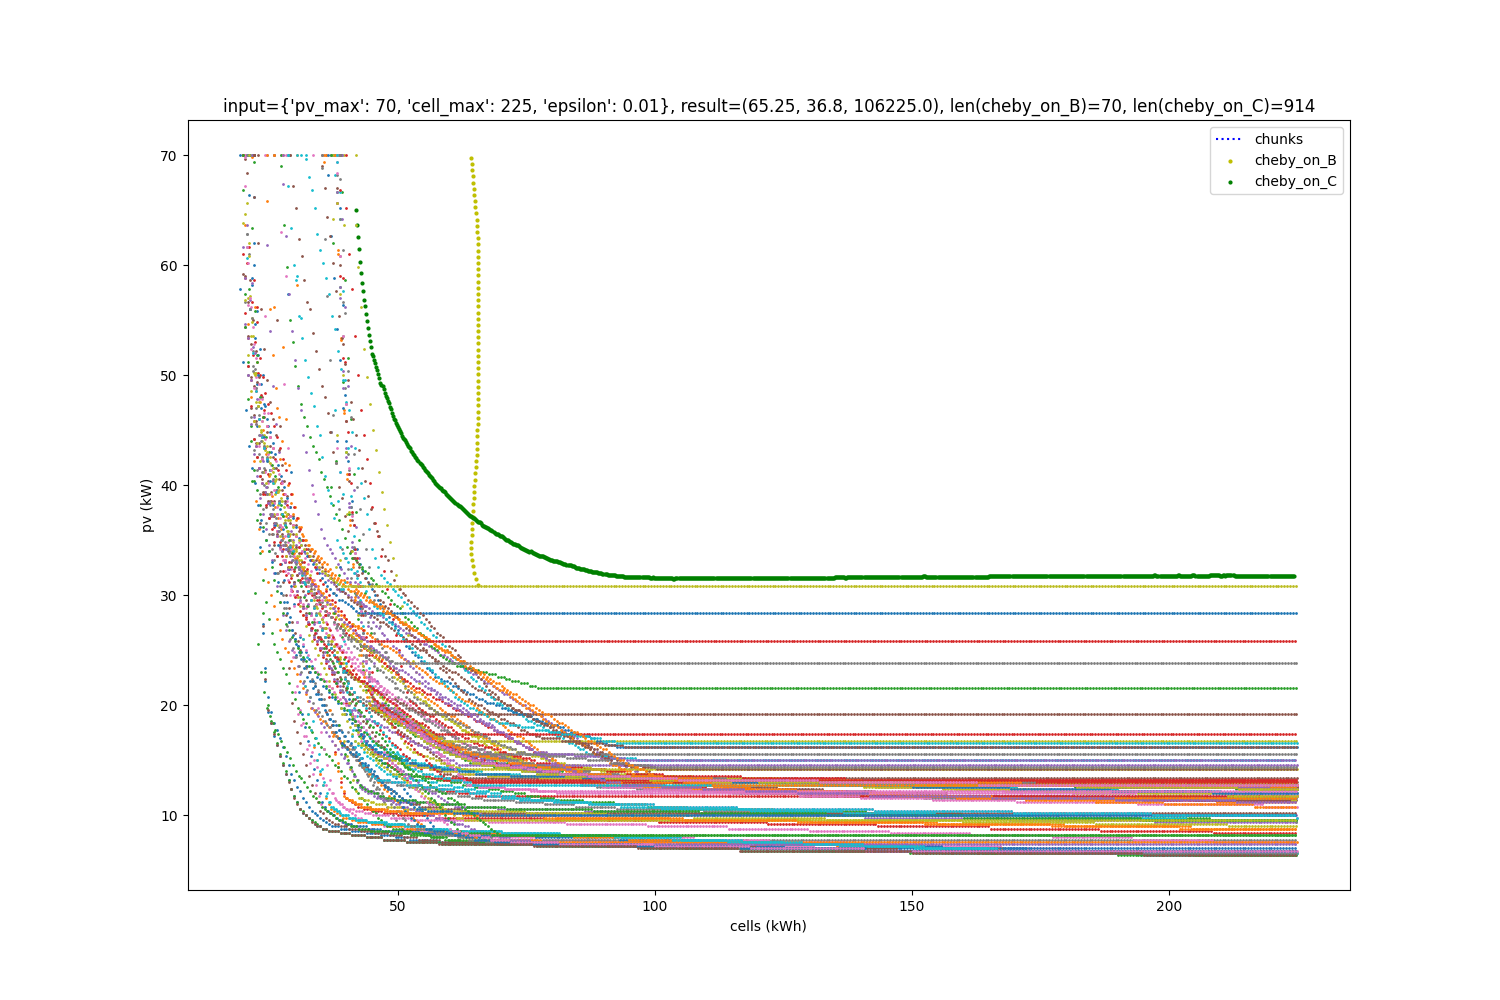 input={'pv_max': 70, 'cell_max': 225, 'epsilon': 0.01}, result=(65.25, 36.8, 106225.0), len(cheby_on_B)=70, len(cheby_on_C)=914
chunks
cheby_on_B
cheby_on_C
70
60
50
40
30
20
10
pv (kW)
50
100
150
200
cells (kWh)